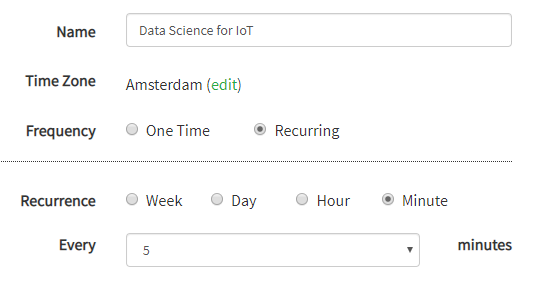 Name Data Science for IoT
Time Zone Amsterdam (edit)
Frequency One Time Recurring
Recurrence Week Day Hour Minute
Every 5 minutes